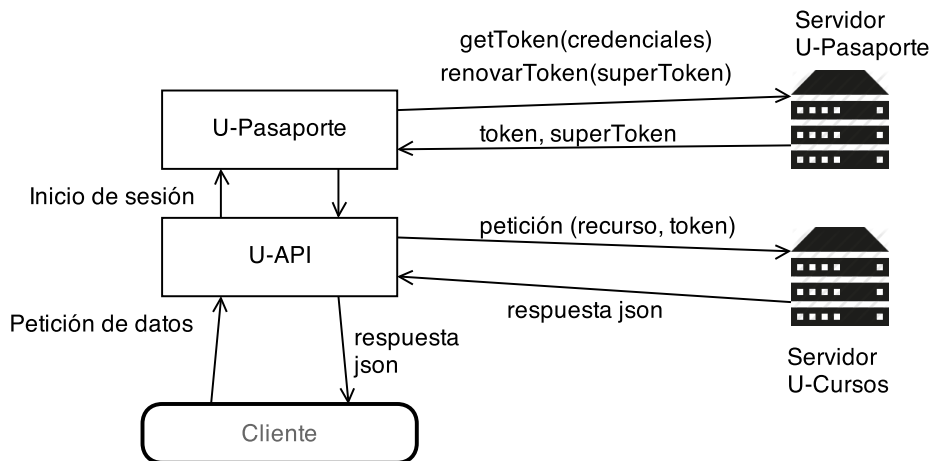 Servidor
U-Pasaporte
getToken(credenciales)
renovarToken(superToken)
U-Pasaporte
token, superToken
Inicio de sesión
petición (recurso, token)
U-API
respuesta json
Petición de datos
respuesta
json
Servidor
U-Cursos
Cliente